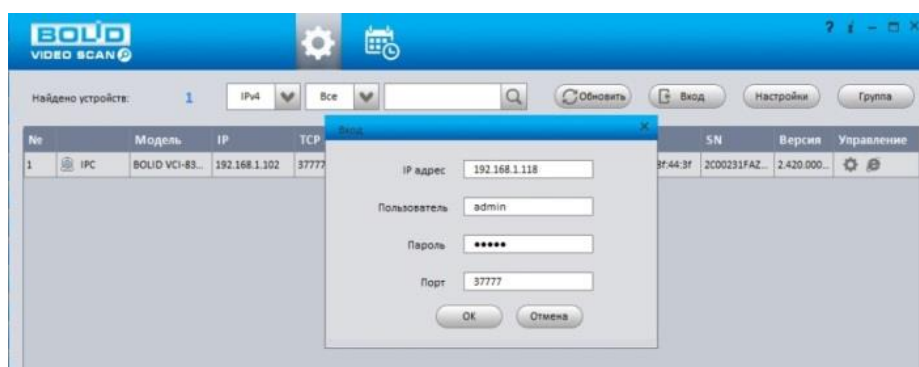 BOLID
VIDEO SCAN
? i
Найдено устройств: 1 IPv4 Все Обновить Вход Настройки Группа
№ Модель IP TCP SN Версия Управление
1 IPC BOLID VCI-83... 192.168.1.102 37777 3f:44:3f 2C00231FAZ... 2.420.000...
Вход
IP адрес 192.168.1.118
Пользователь admin
Пароль •••••
Порт 37777
OK Отмена